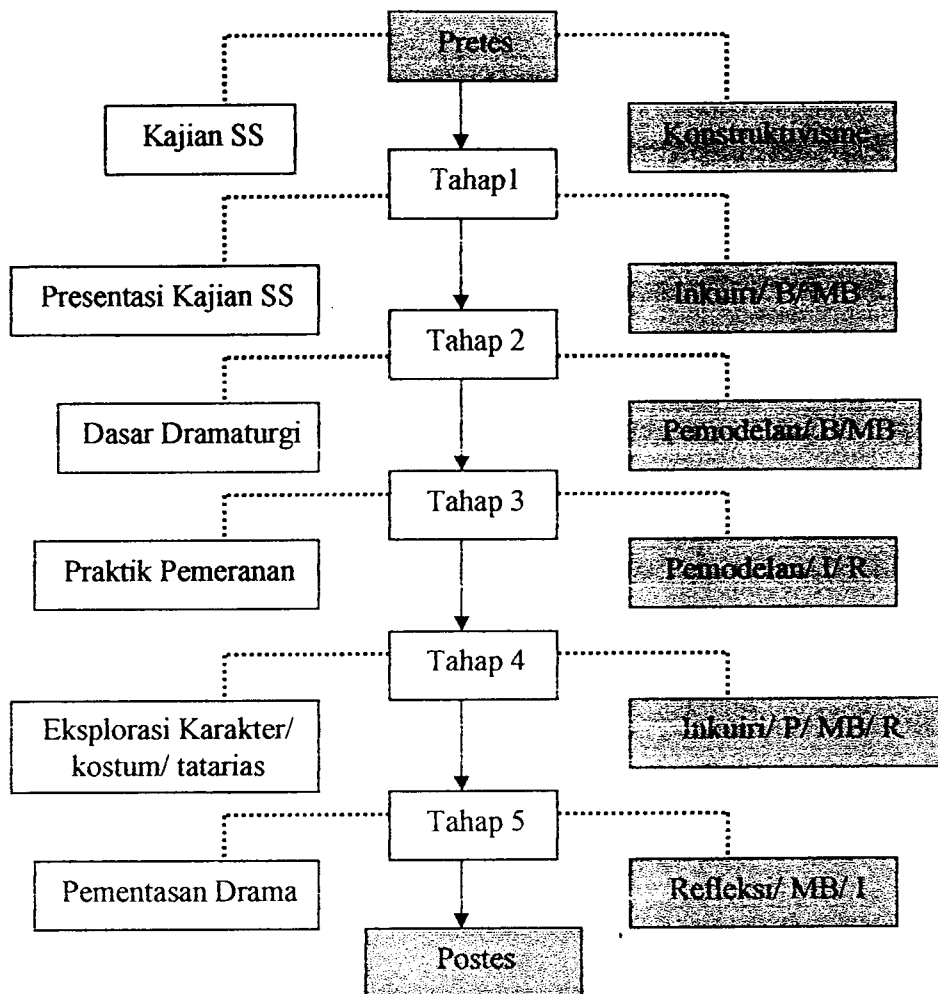 Pretes
Kajian SS
Konstruktivisme
Tahap1
Presentasi Kajian SS
Inkuiri/ B/ MB
Tahap 2
Dasar Dramaturgi
Pemodelan/ B/MB
Tahap 3
Praktik Pemeranan
Pemodelan/ I/ R
Tahap 4
Eksplorasi Karakter/
kostum/ tatarias
Inkuiri/ P/ MB/ R
Tahap 5
Pementasan Drama
Refleksi/ MB/ I
Postes